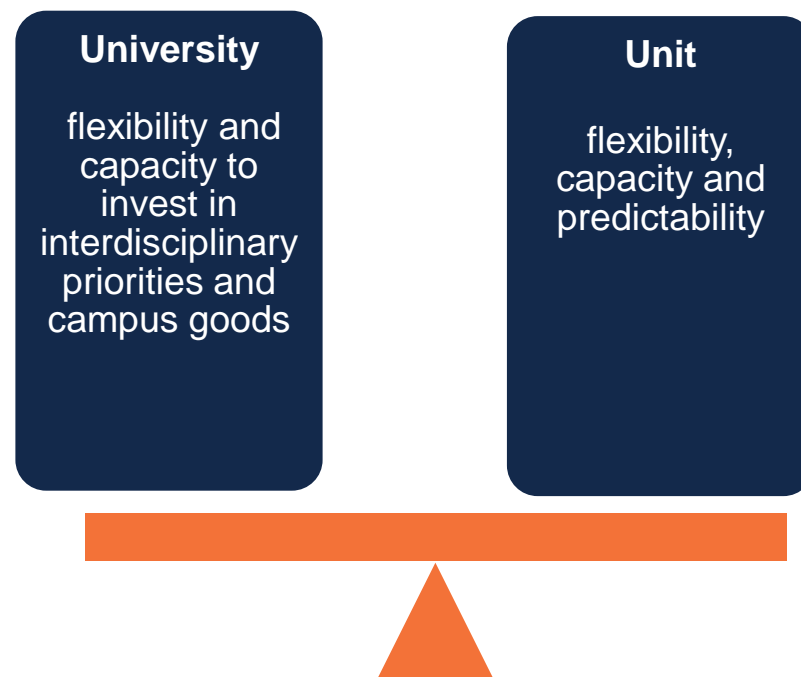 University
flexibility and
capacity to
invest in
interdisciplinary
priorities and
campus goods
Unit
flexibility,
capacity and
predictability